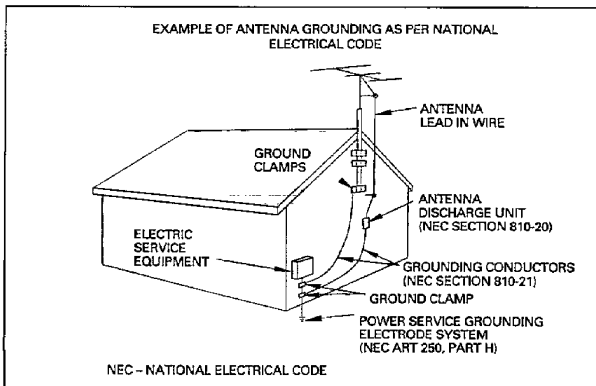 EXAMPLE OF ANTENNA GROUNDING AS PER NATIONAL
ELECTRICAL CODE
ANTENNA
LEAD IN WIRE
GROUND
CLAMPS
ANTENNA
DISCHARGE UNIT
(NEC SECTION 810-20)
ELECTRIC
SERVICE
EQUIPMENT
GROUNDING CONDUCTORS
(NEC SECTION 810-21)
GROUND CLAMP
POWER SERVICE GROUNDING
ELECTRODE SYSTEM
(NEC ART 250, PART H)
NEC – NATIONAL ELECTRICAL CODE